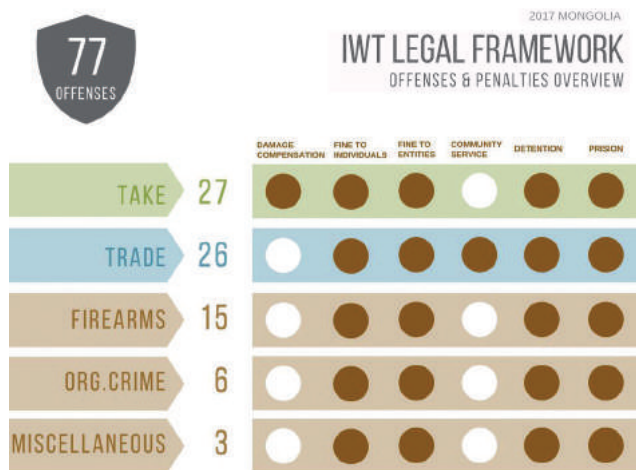 77
OFFENSES
2017 MONGOLIA
IWT LEGAL FRAMEWORK
OFFENSES & PENALTIES OVERVIEW
DAMAGE COMPENSATION
FINE TO INDIVIDUALS
FINE TO ENTITIES
COMMUNITY SERVICE
DETENTION
PRISION
TAKE 27
TRADE 26
FIREARMS 15
ORG.CRIME 6
MISCELLANEOUS 3